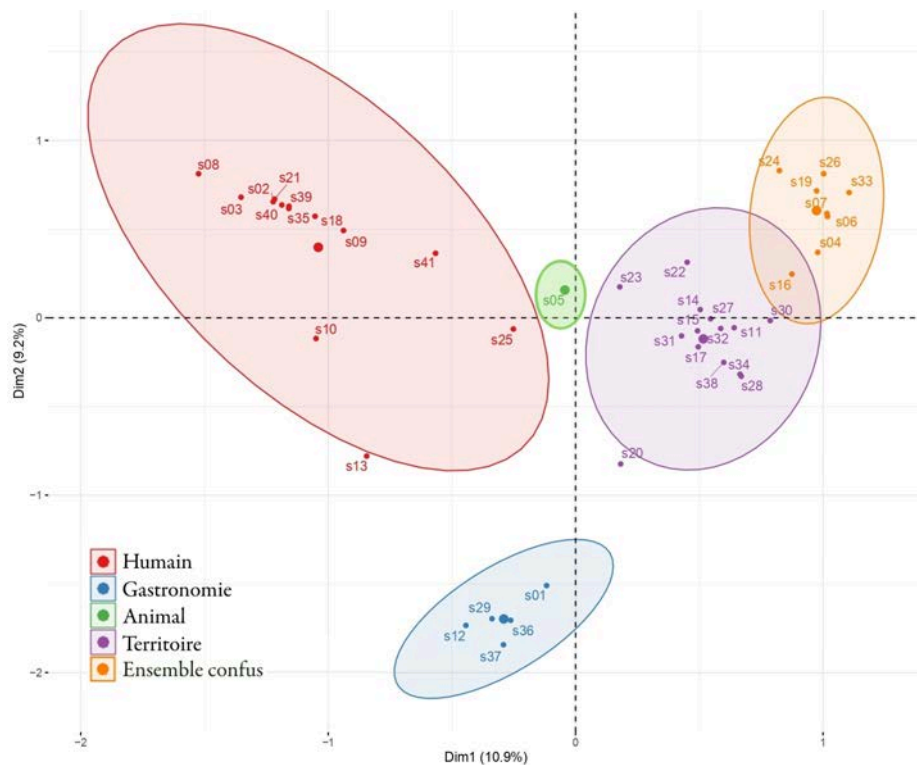 s08
s03
s02
s21
s40
s39
s35
s18
s09
s41
s10
s25
s13
s05
s24
s26
s19
s33
s07
s06
s04
s16
s23
s22
s14
s27
s30
s15
s11
s31
s32
s17
s34
s38
s28
s20
s01
s29
s12
s36
s37
1
0
-1
-2
-2
-1
0
1
Dim2 (9.2%)
Dim1 (10.9%)
Humain
Gastronomie
Animal
Territoire
Ensemble confus